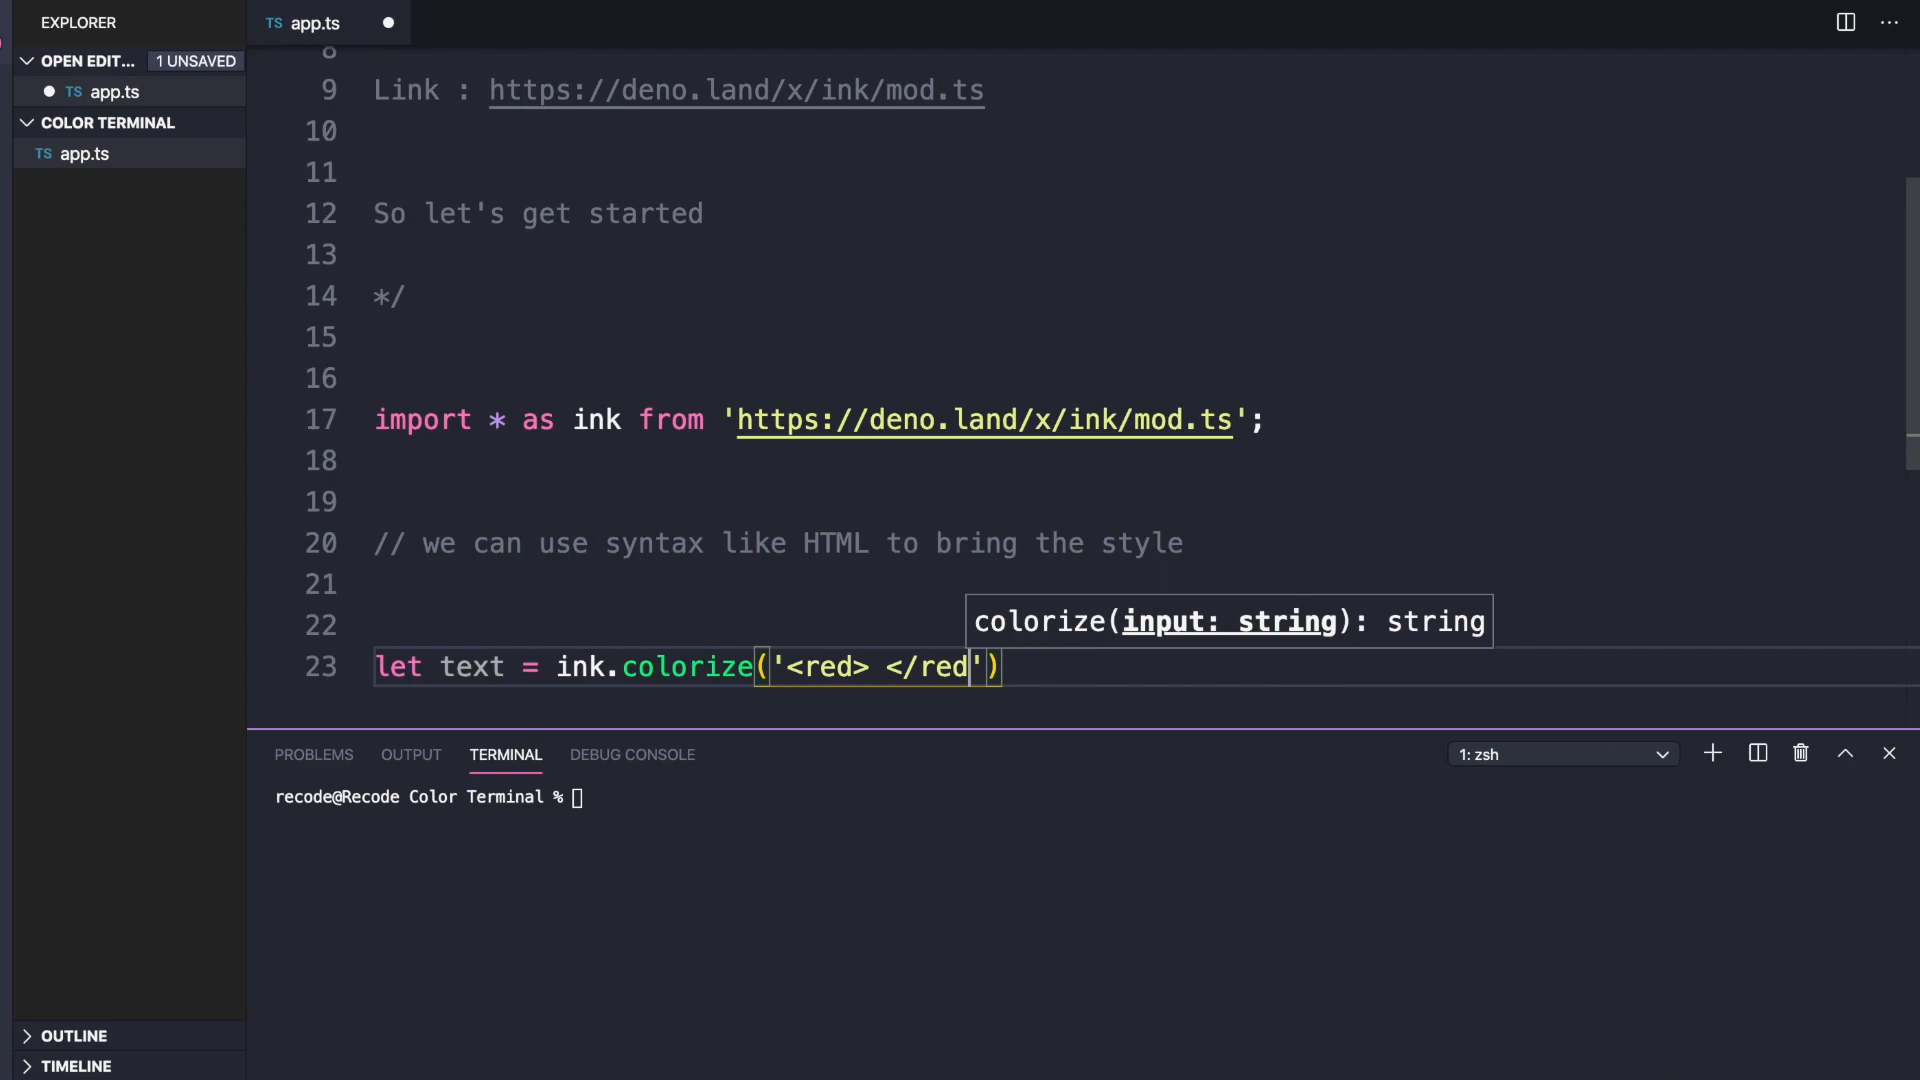 EXPLORER
OPEN EDIT... 1 UNSAVED
TS app.ts
COLOR TERMINAL
TS app.ts
OUTLINE
TIMELINE
TS app.ts
8
9 Link : https://deno.land/x/ink/mod.ts
10
11
12 So let's get started
13
14 */
15
16
17 import * as ink from 'https://deno.land/x/ink/mod.ts';
18
19
20 // we can use syntax like HTML to bring the style
21
22
colorize(input: string): string
23 let text = ink.colorize('<red> </red')
PROBLEMS OUTPUT TERMINAL DEBUG CONSOLE 1: zsh
recode@Recode Color Terminal %